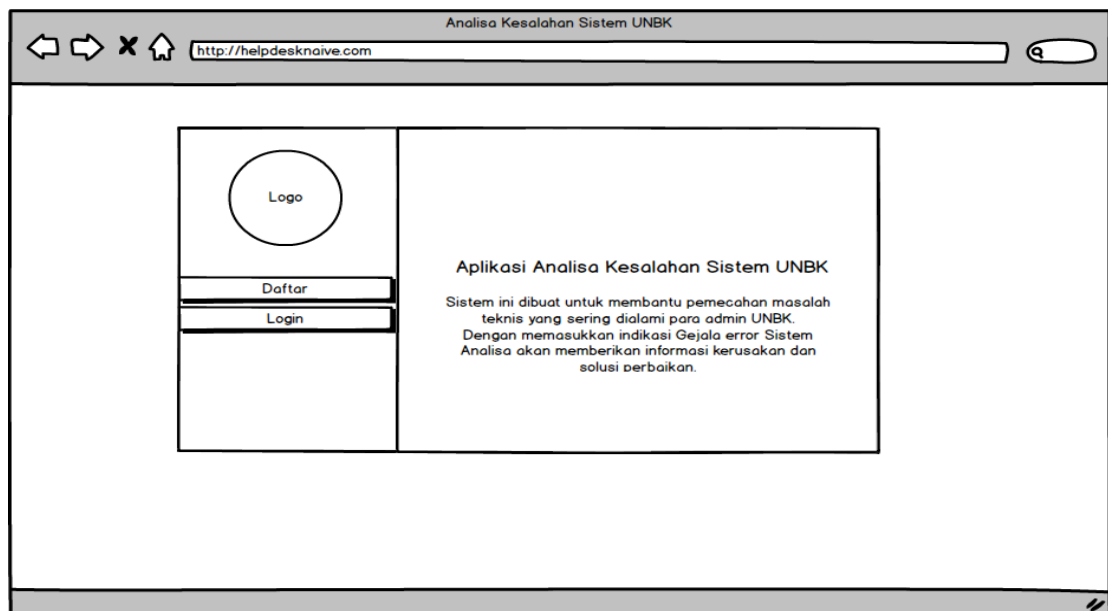 Analisa Kesalahan Sistem UNBK
http://helpdesknaive.com
Logo
Daftar
Login
Aplikasi Analisa Kesalahan Sistem UNBK
Sistem ini dibuat untuk membantu pemecahan masalah
teknis yang sering dialami para admin UNBK.
Dengan memasukkan indikasi Gejala error Sistem
Analisa akan memberikan informasi kerusakan dan
solusi perbaikan.